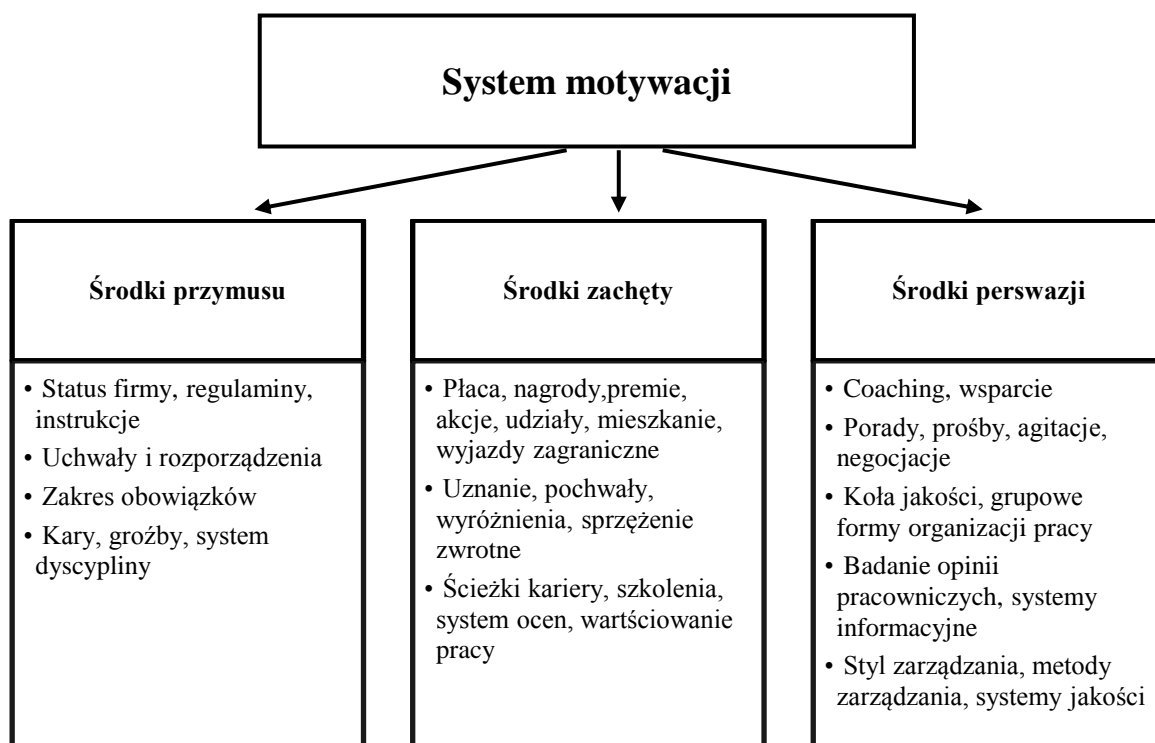 System motywacji
Środki przymusu
• Status firmy, regulaminy,
instrukcje
• Uchwały i rozporządzenia
• Zakres obowiązków
• Kary, groźby, system
dyscypliny
Środki zachęty
• Płaca, nagrody,premie,
akcje, udziały, mieszkanie,
wyjazdy zagraniczne
• Uznanie, pochwały,
wyróżnienia, sprzężenie
zwrotne
• Ścieżki kariery, szkolenia,
system ocen, wartściowanie
pracy
Środki perswazji
• Coaching, wsparcie
• Porady, prośby, agitacje,
negocjacje
• Koła jakości, grupowe
formy organizacji pracy
• Badanie opinii
pracowniczych, systemy
informacyjne
• Styl zarządzania, metody
zarządzania, systemy jakości